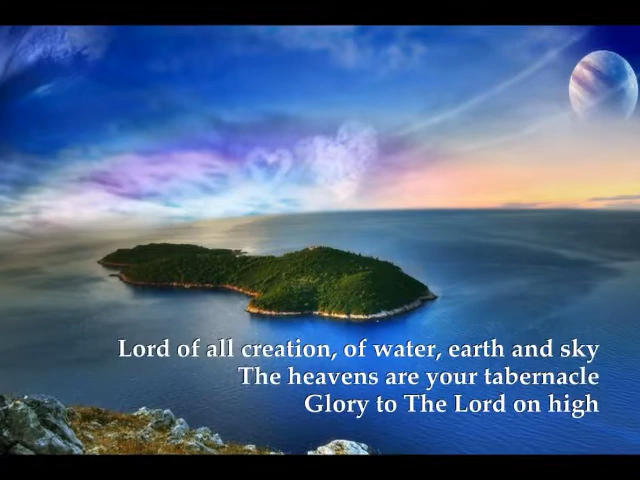 Lord of all creation, of water, earth and sky
The heavens are your tabernacle
Glory to The Lord on high